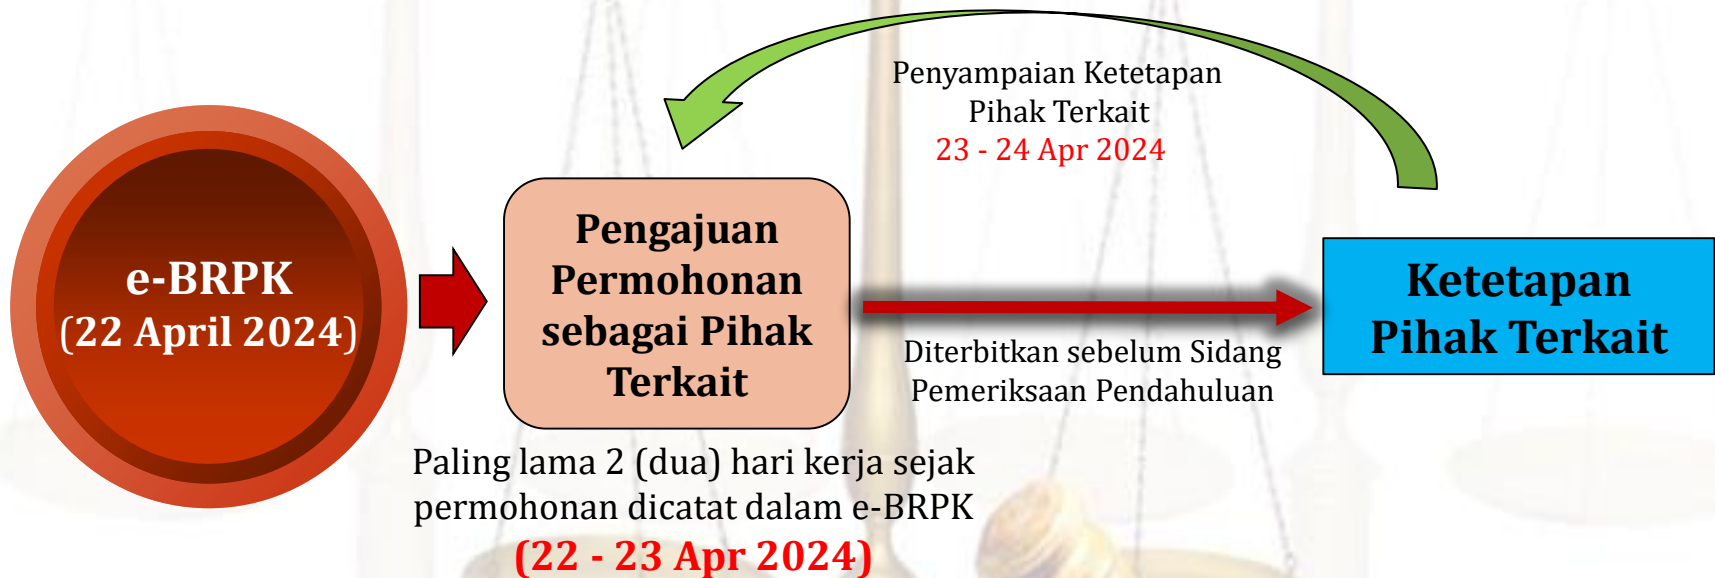 e-BRPK
(22 April 2024)
Pengajuan
Permohonan
sebagai Pihak
Terkait
Paling lama 2 (dua) hari kerja sejak
permohonan dicatat dalam e-BRPK
(22 - 23 Apr 2024)
Penyampaian Ketetapan
Pihak Terkait
23 - 24 Apr 2024
Diterbitkan sebelum Sidang
Pemeriksaan Pendahuluan
Ketetapan
Pihak Terkait